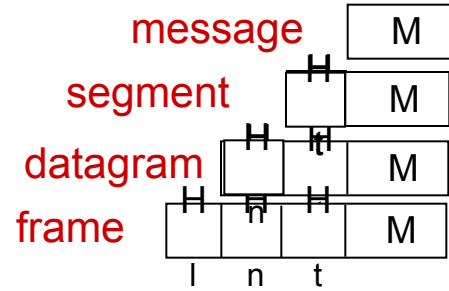 message M
H
segment M
t
H H
datagram M
n
H H H
frame M
l n t